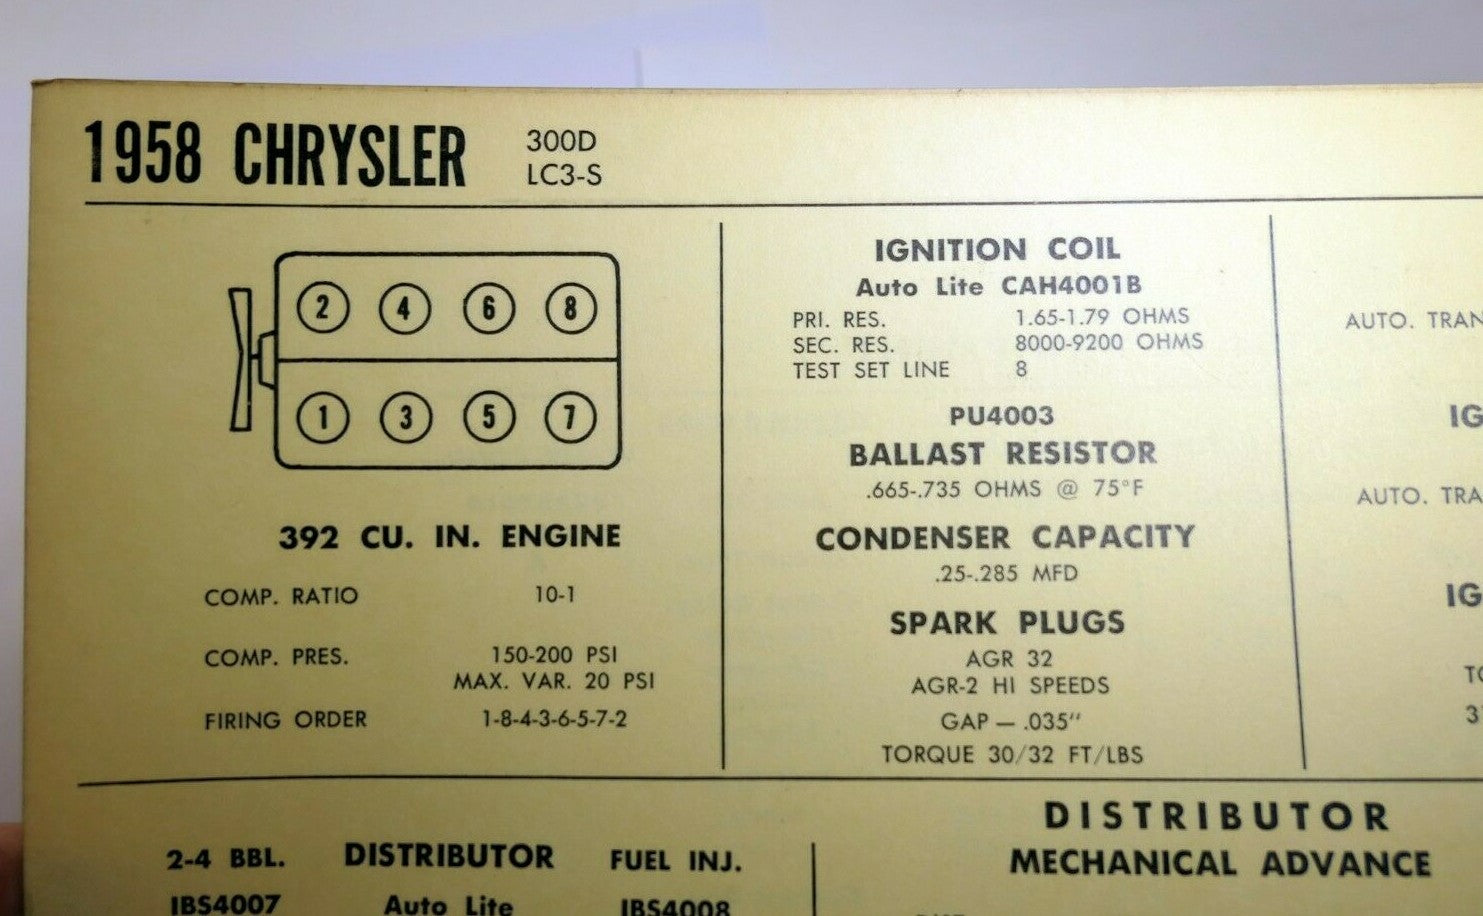 1958 CHRYSLER 300D
LC3-S
2 4 6 8
1 3 5 7
392 CU. IN. ENGINE
COMP. RATIO 10-1
COMP. PRES. 150-200 PSI
MAX. VAR. 20 PSI
FIRING ORDER 1-8-4-3-6-5-7-2
IGNITION COIL
Auto Lite CAH4001B
PRI. RES. 1.65-1.79 OHMS
SEC. RES. 8000-9200 OHMS
TEST SET LINE 8
PU4003
BALLAST RESISTOR
.665-.735 OHMS @ 75°F
CONDENSER CAPACITY
.25-.285 MFD
SPARK PLUGS
AGR 32
AGR-2 HI SPEEDS
GAP — .035"
TORQUE 30/32 FT/LBS
AUTO. TRAN
IG
AUTO. TRA
IG
2-4 BBL. DISTRIBUTOR FUEL INJ.
IBS4007 Auto Lite IBS4008
DISTRIBUTOR
MECHANICAL ADVANCE